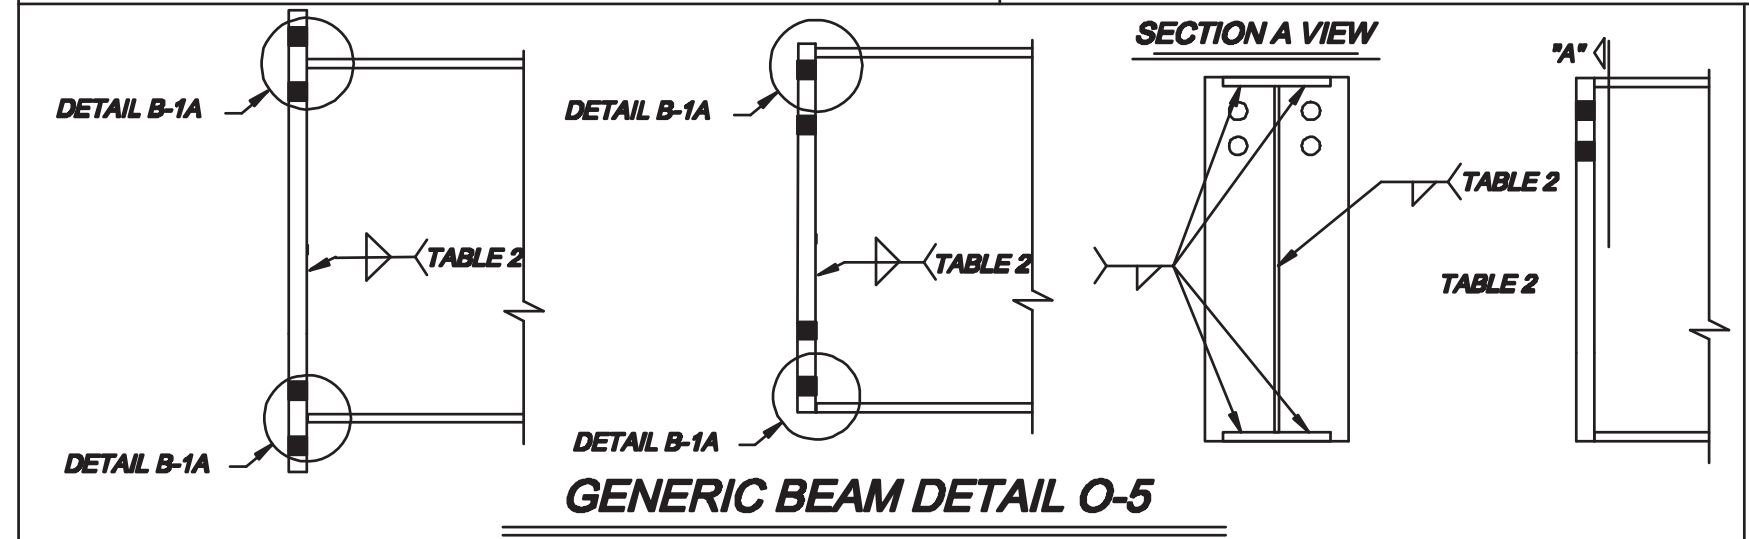 SECTION A VIEW
"A"
DETAIL B-1A
DETAIL B-1A
TABLE 2
TABLE 2
TABLE 2
TABLE 2
DETAIL B-1A
DETAIL B-1A
GENERIC BEAM DETAIL O-5